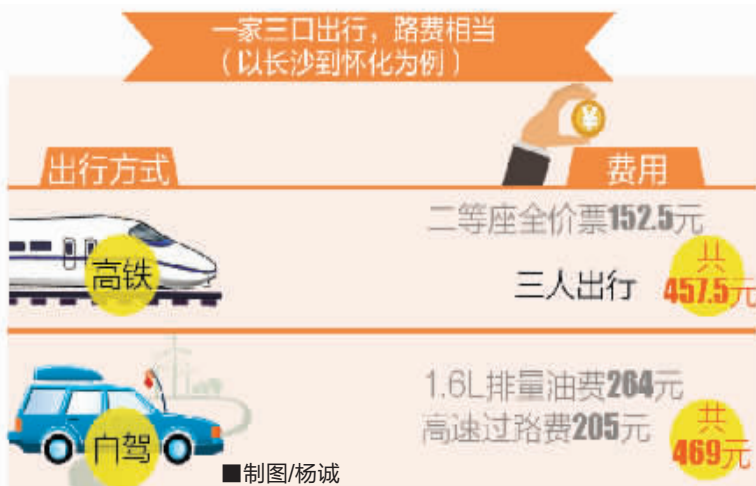 一家三口出行，路费相当
（以长沙到怀化为例）
出行方式
费用
二等座全价票152.5元
高铁
三人出行
共
457.5元
1.6L排量油费264元
高速过路费205元
自驾
共
469元
■制图/杨诚